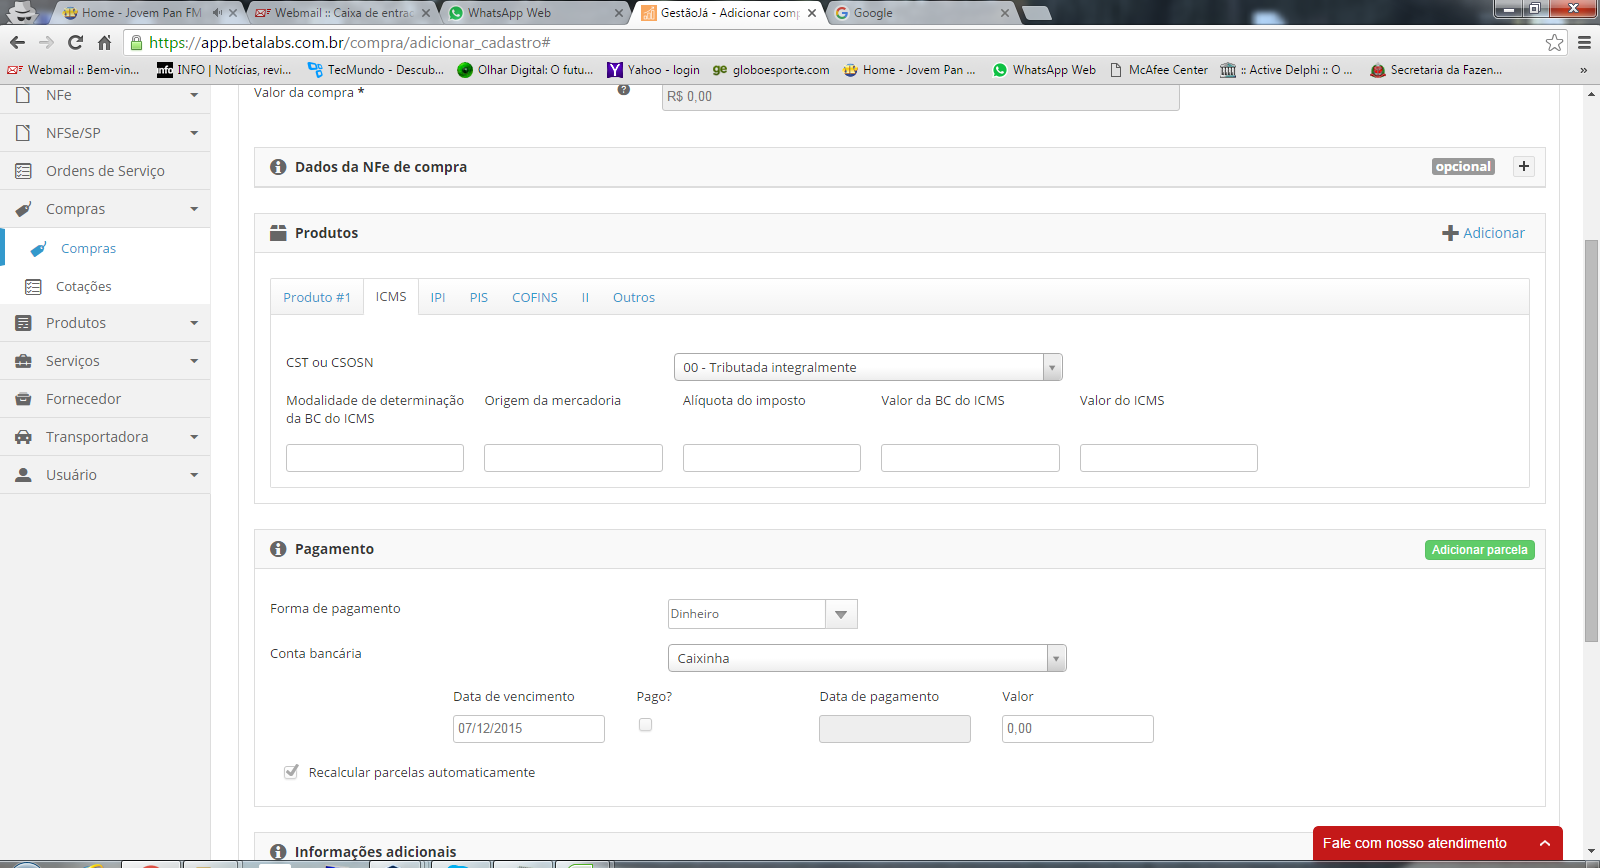 Home - Jovem Pan FM
Webmail :: Caixa de entrac
WhatsApp Web
GestãoJá - Adicionar comp
Google
https://app.betalabs.com.br/compra/adicionar_cadastro#
Webmail :: Bem-vin...
info INFO | Notícias, revi...
TecMundo - Descub...
Olhar Digital: O futu...
Yahoo - login
ge globoesporte.com
Home - Jovem Pan ...
WhatsApp Web
McAfee Center
:: Active Delphi :: O ...
Secretaria da Fazen...
»
NFe
NFSe/SP
Ordens de Serviço
Compras
Compras
Cotações
Produtos
Serviços
Fornecedor
Transportadora
Usuário
Valor da compra *
R$ 0,00
Dados da NFe de compra
opcional
+
Produtos
Adicionar
Produto #1
ICMS
IPI
PIS
COFINS
II
Outros
CST ou CSOSN
00 - Tributada integralmente
Modalidade de determinação
da BC do ICMS
Origem da mercadoria
Alíquota do imposto
Valor da BC do ICMS
Valor do ICMS
Pagamento
Adicionar parcela
Forma de pagamento
Dinheiro
Conta bancária
Caixinha
Data de vencimento
Pago?
Data de pagamento
Valor
07/12/2015
0,00
Recalcular parcelas automaticamente
Informações adicionais
Fale com nosso atendimento